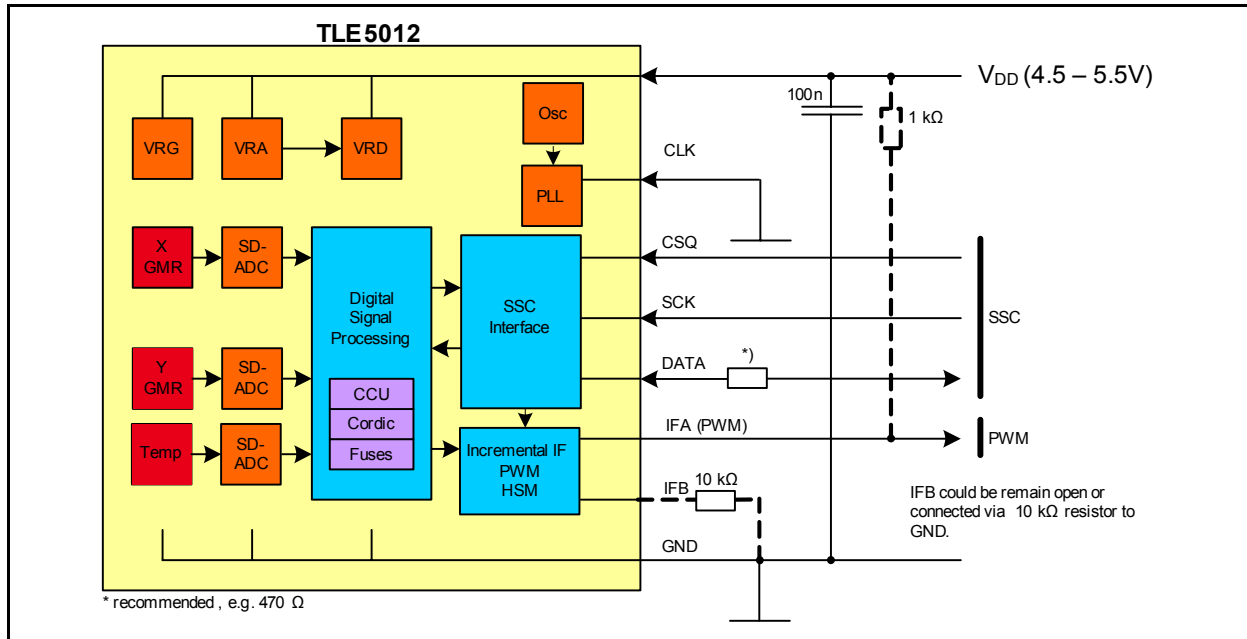 TLE5012
V_DD (4.5 – 5.5V)
100n
1 kΩ
Osc
VRG
VRA
VRD
CLK
PLL
CSQ
X
GMR
SD-
ADC
Digital
Signal
Processing
SSC
Interface
SCK
SSC
DATA
*)
Y
GMR
SD-
ADC
CCU
Cordic
Fuses
IFA (PWM)
PWM
Temp
SD-
ADC
Incremental IF
PWM
HSM
IFB
10 kΩ
IFB could be remain open or
connected via 10 kΩ resistor to
GND.
GND
* recommended , e.g. 470 Ω